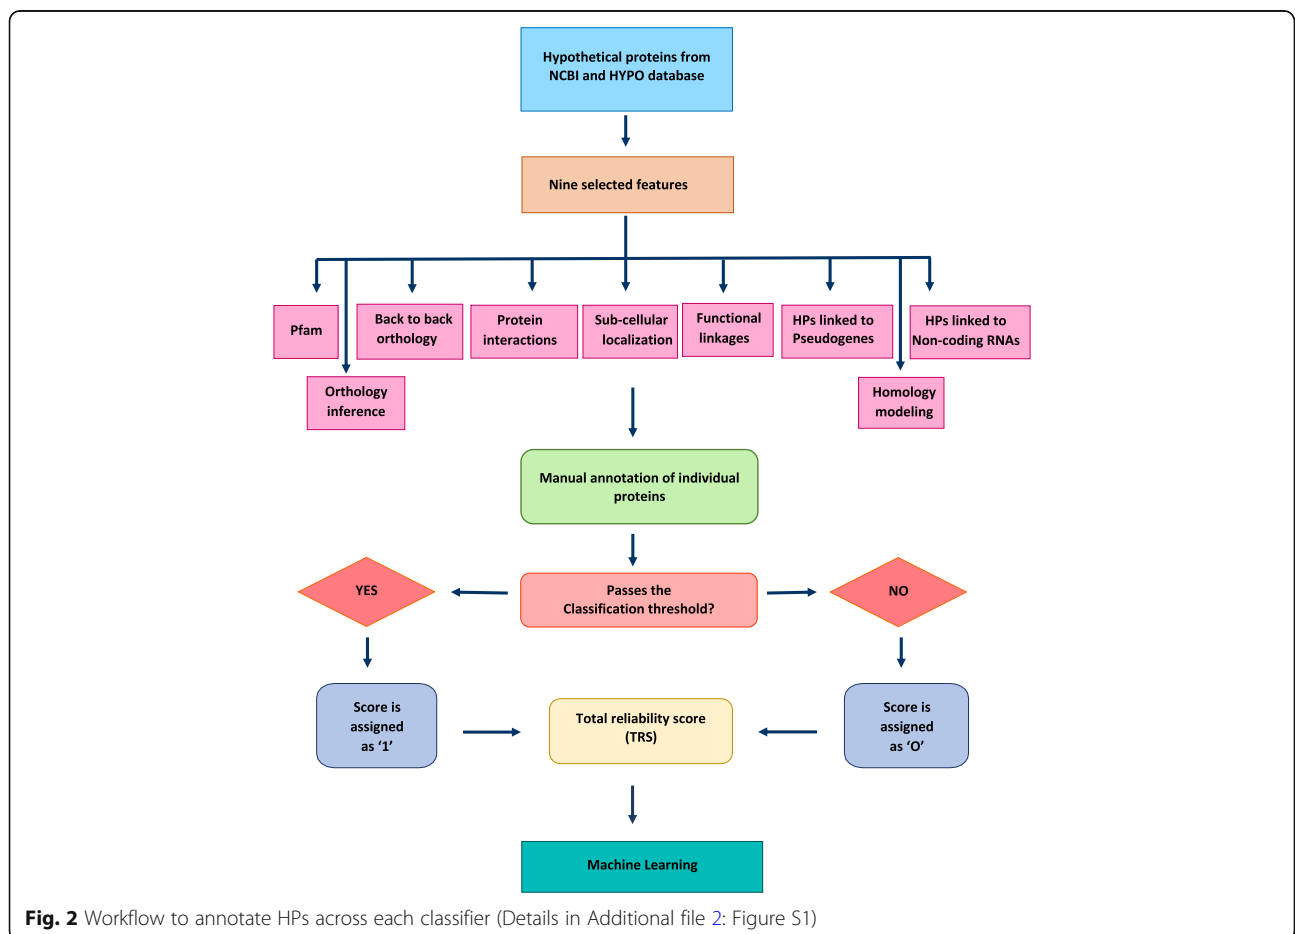 Hypothetical proteins from
NCBI and HYPO database
Nine selected features
Pfam
Back to back
orthology
Protein
interactions
Sub-cellular
localization
Functional
linkages
HPs linked to
Pseudogenes
HPs linked to
Non-coding RNAs
Orthology
inference
Homology
modeling
Manual annotation of individual
proteins
YES
Passes the
Classification threshold?
NO
Score is
assigned
as ‘1’
Total reliability score
(TRS)
Score is
assigned
as ‘O’
Machine Learning
Fig. 2 Workflow to annotate HPs across each classifier (Details in Additional file 2: Figure S1)